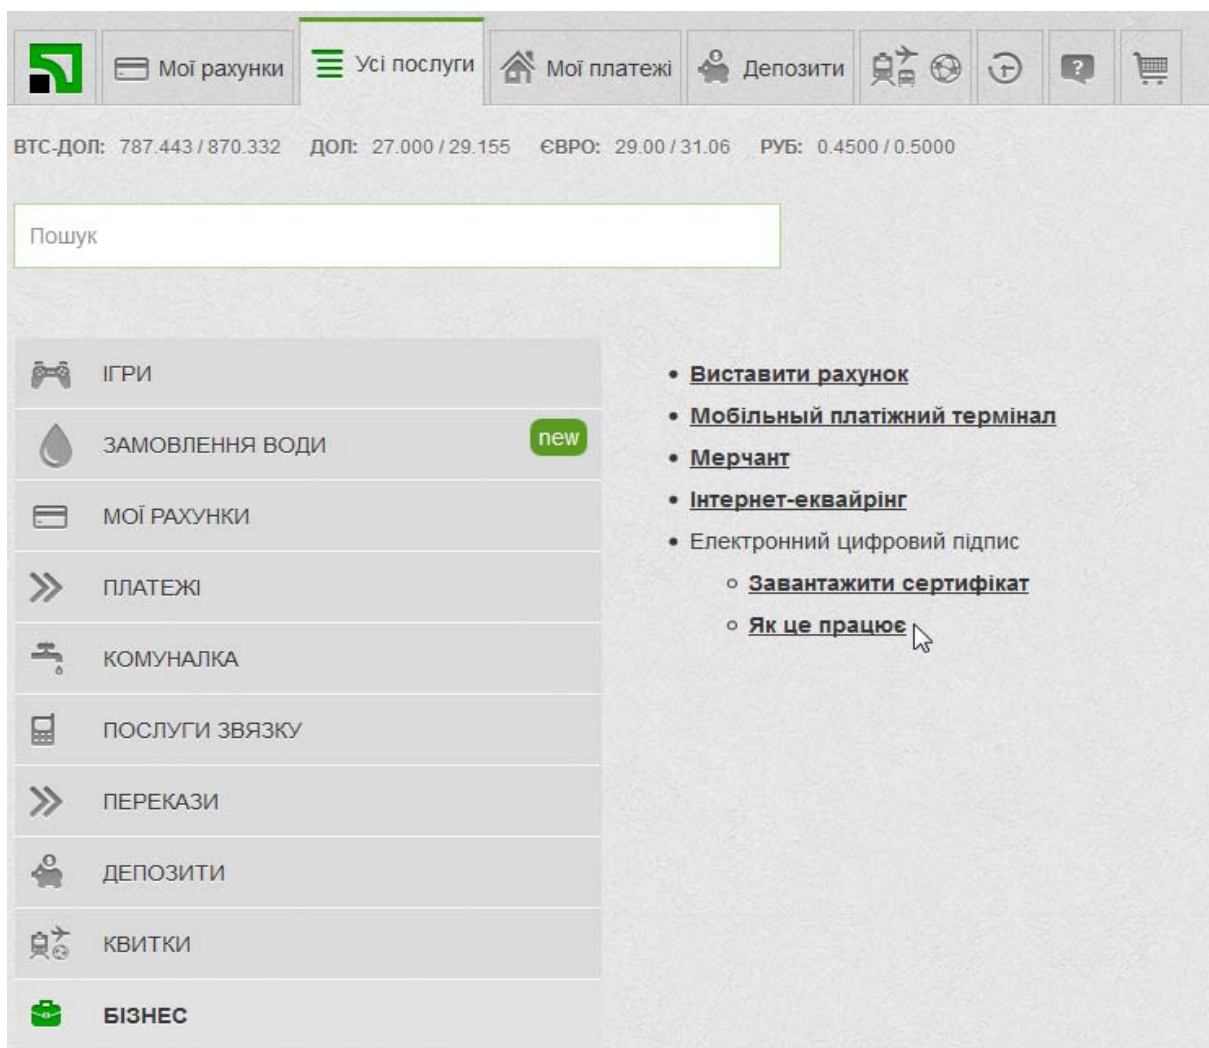 Мої рахунки Усі послуги Мої платежі Депозити
ВТС-ДОЛ: 787.443 / 870.332 ДОЛ: 27.000 / 29.155 ЄВРО: 29.00 / 31.06 РУБ: 0.4500 / 0.5000
Пошук
ІГРИ
ЗАМОВЛЕННЯ ВОДИ new
МОЇ РАХУНКИ
ПЛАТЕЖІ
КОМУНАЛКА
ПОСЛУГИ ЗВЯЗКУ
ПЕРЕКАЗИ
ДЕПОЗИТИ
КВИТКИ
БІЗНЕС
Виставити рахунок
Мобільный платіжний термінал
Мерчант
Інтернет-еквайрінг
Електронний цифровий підпис
Завантажити сертифікат
Як це працює